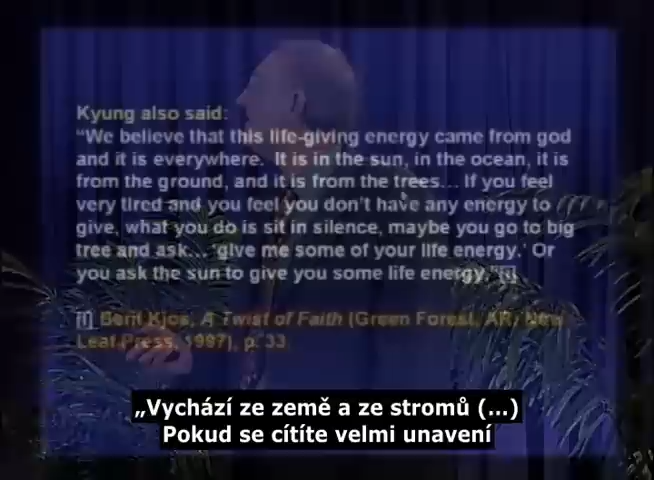 Kyung also said:
"We believe that this life-giving energy came from god
and it is everywhere. It is in the sun, in the ocean, it is
from the ground, and it is from the trees... If you feel
very tired and you feel you don't have any energy to
give, what you do is sit in silence, maybe you go to big
tree and ask... 'give me some of your life energy.' Or
you ask the sun to give you some life energy."[i]
[i] Berit Kjos, A Twist of Faith (Green Forest, AR: New
Leaf Press, 1997), p. 33
„Vychází ze země a ze stromů (...)
Pokud se cítíte velmi unavení